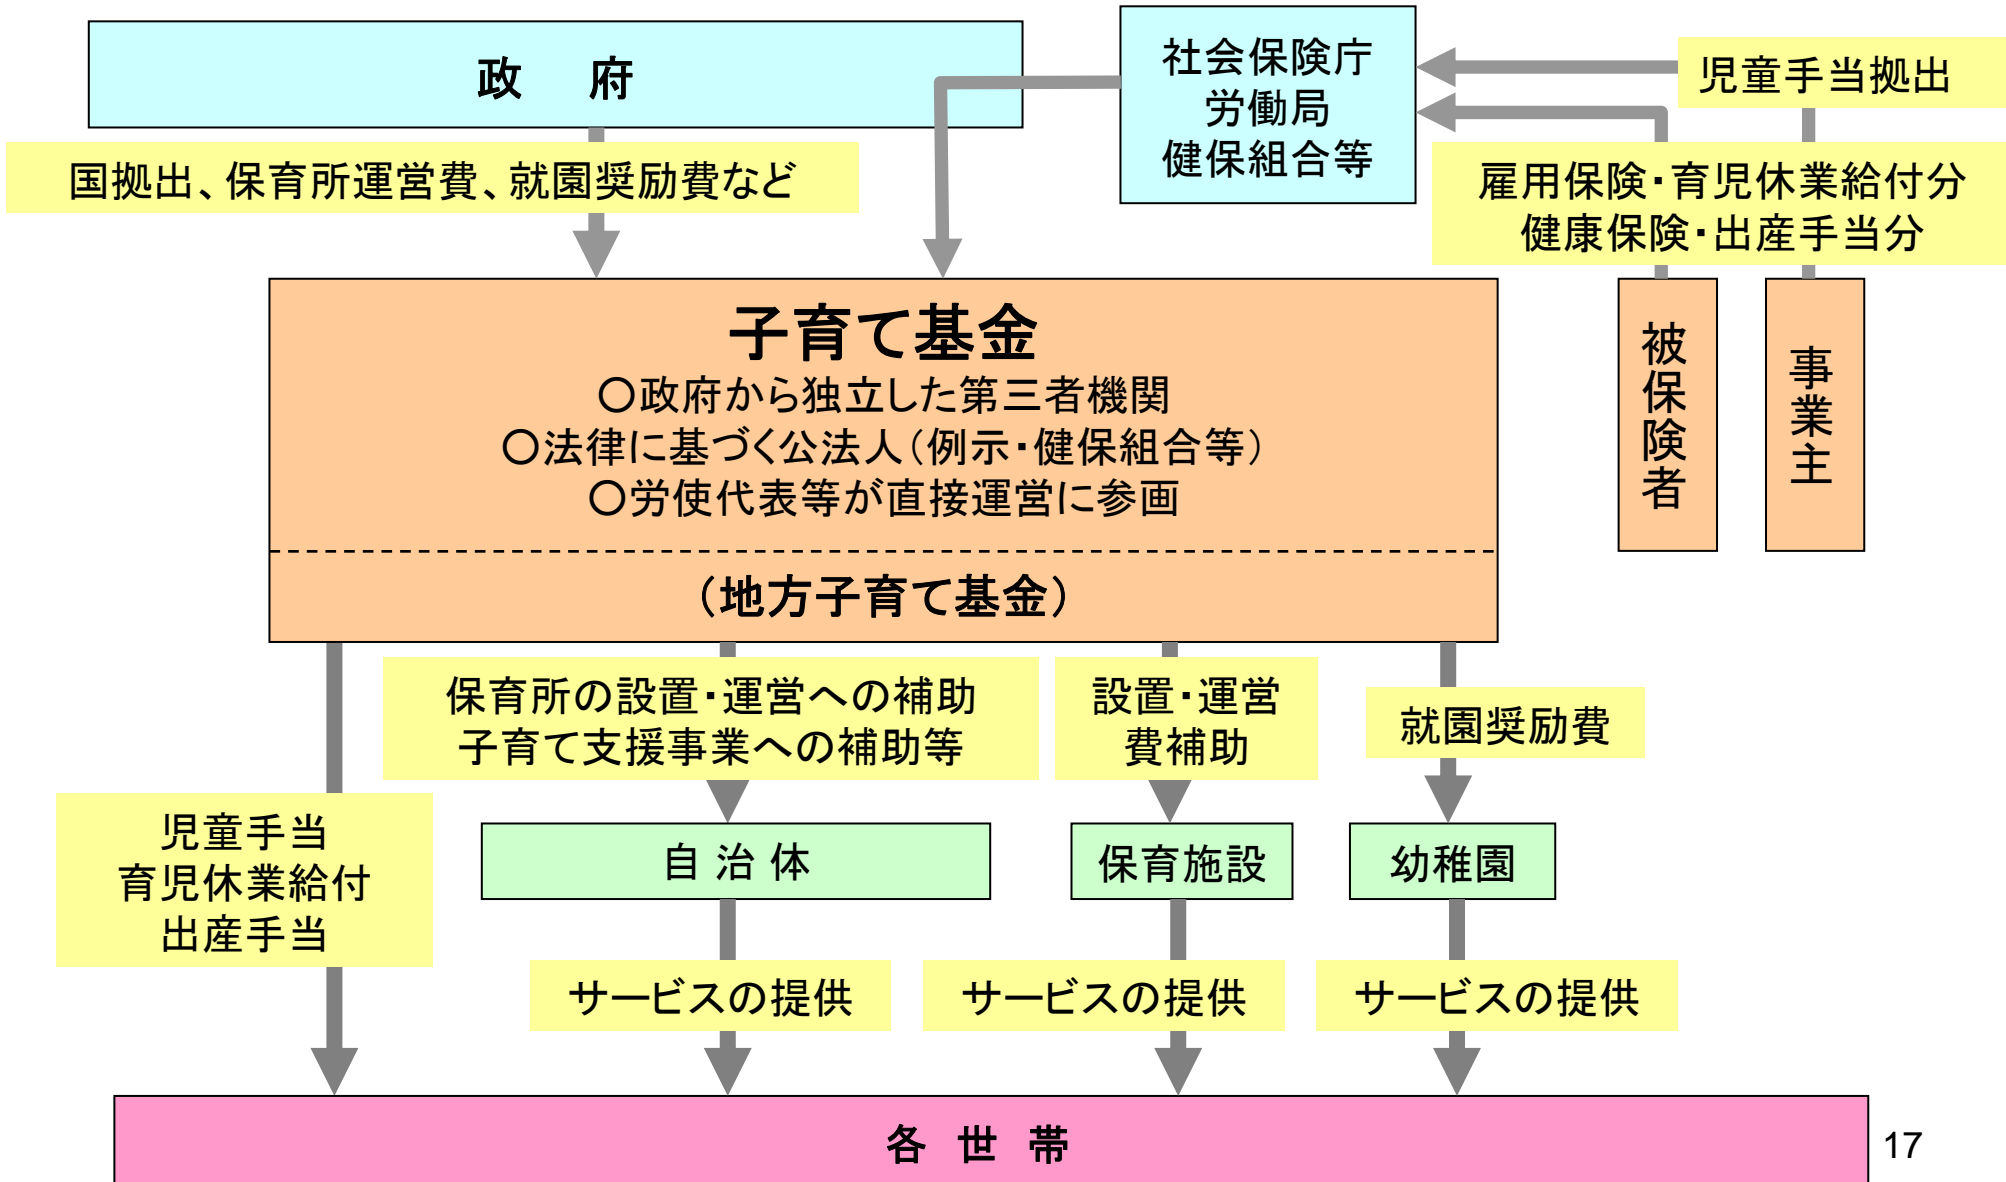 政　府
社会保険庁
労働局
健保組合等
児童手当拠出
国拠出、保育所運営費、就園奨励費など
雇用保険・育児休業給付分
健康保険・出産手当分
子育て基金
○政府から独立した第三者機関
○法律に基づく公法人（例示・健保組合等）
○労使代表等が直接運営に参画
（地方子育て基金）
被保険者
事業主
保育所の設置・運営への補助
子育て支援事業への補助等
設置・運営
費補助
就園奨励費
児童手当
育児休業給付
出産手当
自 治 体
保育施設
幼稚園
サービスの提供
サービスの提供
サービスの提供
各 世 帯
17